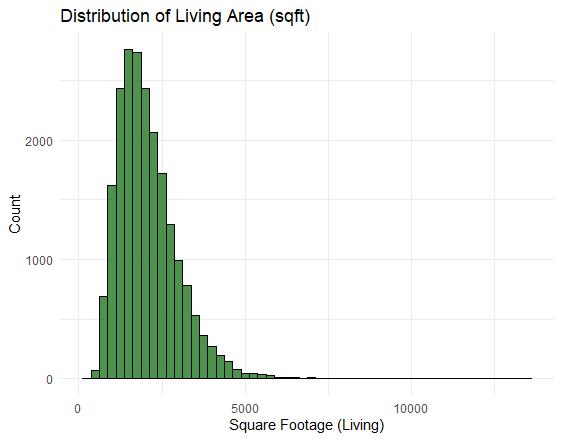 Distribution of Living Area (sqft)
Count
2000
1000
0
0 5000 10000
Square Footage (Living)